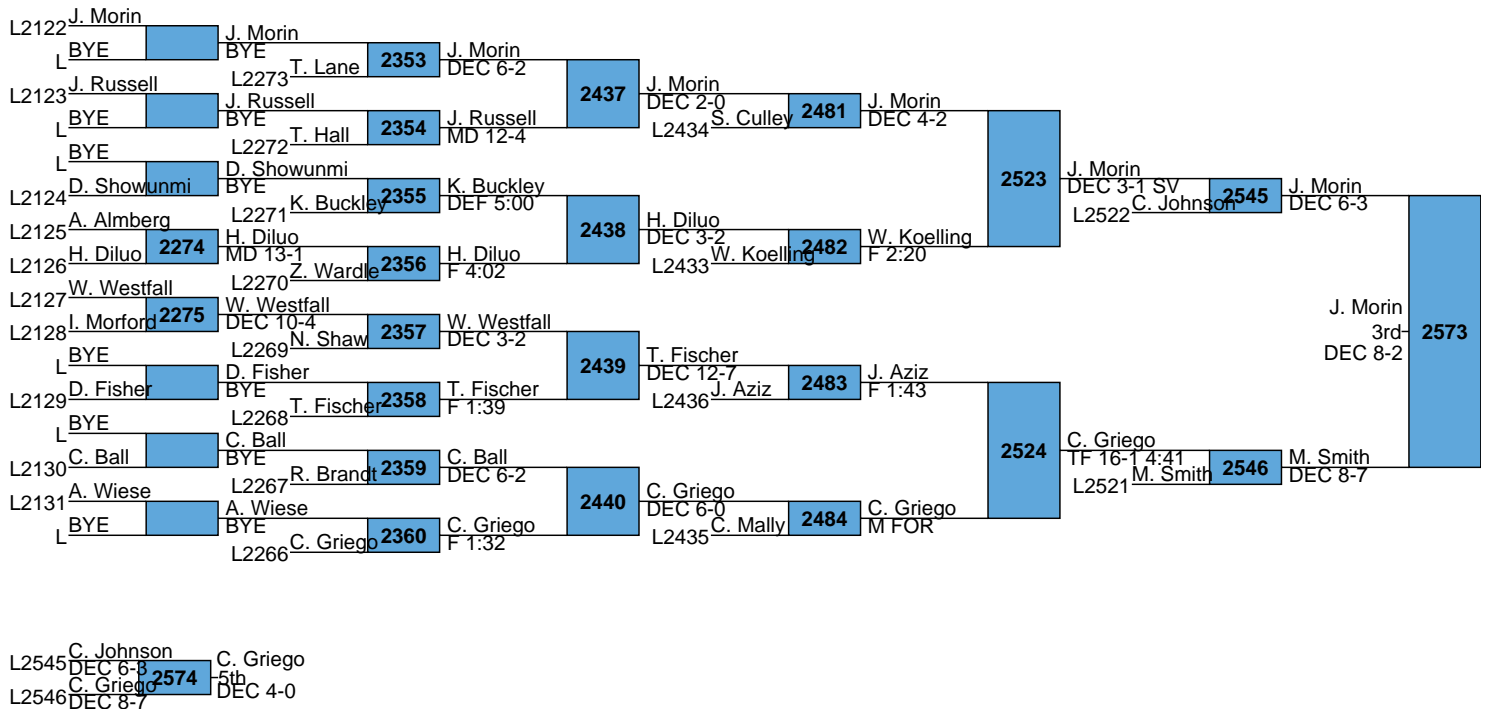 L2122 J. Morin
L BYE
J. Morin
BYE
L2273 T. Lane
2353
J. Morin
DEC 6-2
L2123 J. Russell
L BYE
J. Russell
BYE
L2272 T. Hall
2354
J. Russell
MD 12-4
2437
J. Morin
DEC 2-0
L2434 S. Culley
2481
J. Morin
DEC 4-2
L BYE
L2124 D. Showunmi
D. Showunmi
BYE
L2271 K. Buckley
2355
K. Buckley
DEF 5:00
L2125 A. Almberg
L2126 H. Diluo
2274
H. Diluo
MD 13-1
L2270 Z. Wardle
2356
H. Diluo
F 4:02
2438
H. Diluo
DEC 3-2
L2433 W. Koelling
2482
W. Koelling
F 2:20
2523
J. Morin
DEC 3-1 SV
L2522 C. Johnson
2545
J. Morin
DEC 6-3
L2127 W. Westfall
L2128 I. Morford
2275
W. Westfall
DEC 10-4
L2269 N. Shaw
2357
W. Westfall
DEC 3-2
L BYE
L2129 D. Fisher
D. Fisher
BYE
L2268 T. Fischer
2358
T. Fischer
F 1:39
2439
T. Fischer
DEC 12-7
L2436 J. Aziz
2483
J. Aziz
F 1:43
L BYE
L2130 C. Ball
C. Ball
BYE
L2267 R. Brandt
2359
C. Ball
DEC 6-2
L2131 A. Wiese
L BYE
A. Wiese
BYE
L2266 C. Griego
2360
C. Griego
F 1:32
2440
C. Griego
DEC 6-0
L2435 C. Mally
2484
C. Griego
M FOR
2524
C. Griego
TF 16-1 4:41
L2521 M. Smith
2546
M. Smith
DEC 8-7
2573
J. Morin
3rd
DEC 8-2
L2545 C. Johnson
DEC 6-3
L2546 C. Griego
DEC 8-7
2574
C. Griego
5th
DEC 4-0